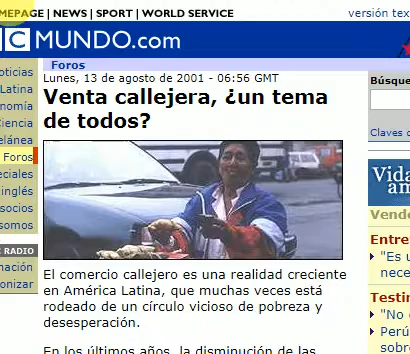 MEPAGE | NEWS | SPORT | WORLD SERVICE
versión tex
C MUNDO.com
Foros
oticias
Latina
nomía
Ciencia
elánea
Foros
eciales
inglés
socios
somos
C RADIO
mación
onizar
Lunes, 13 de agosto de 2001 - 06:56 GMT
Venta callejera, ¿un tema
de todos?
El comercio callejero es una realidad creciente
en América Latina, que muchas veces está
rodeado de un círculo vicioso de pobreza y
desesperación.
En los últimos años, la disminución de las
Búsque
Claves d
Vida
am
Vende
Entre
"Es u
nece
Testir
"No
Perú
sobre